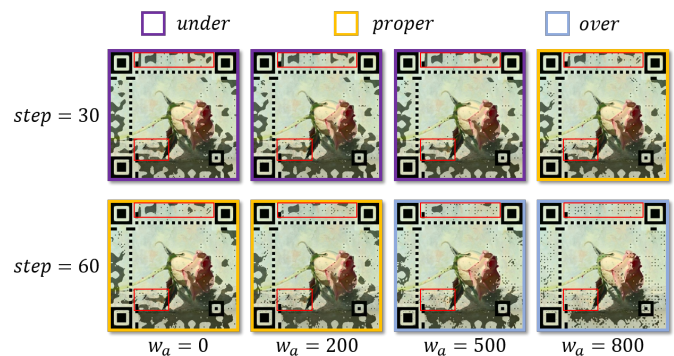 under proper over
step = 30
step = 60
w_a = 0 w_a = 200 w_a = 500 w_a = 800